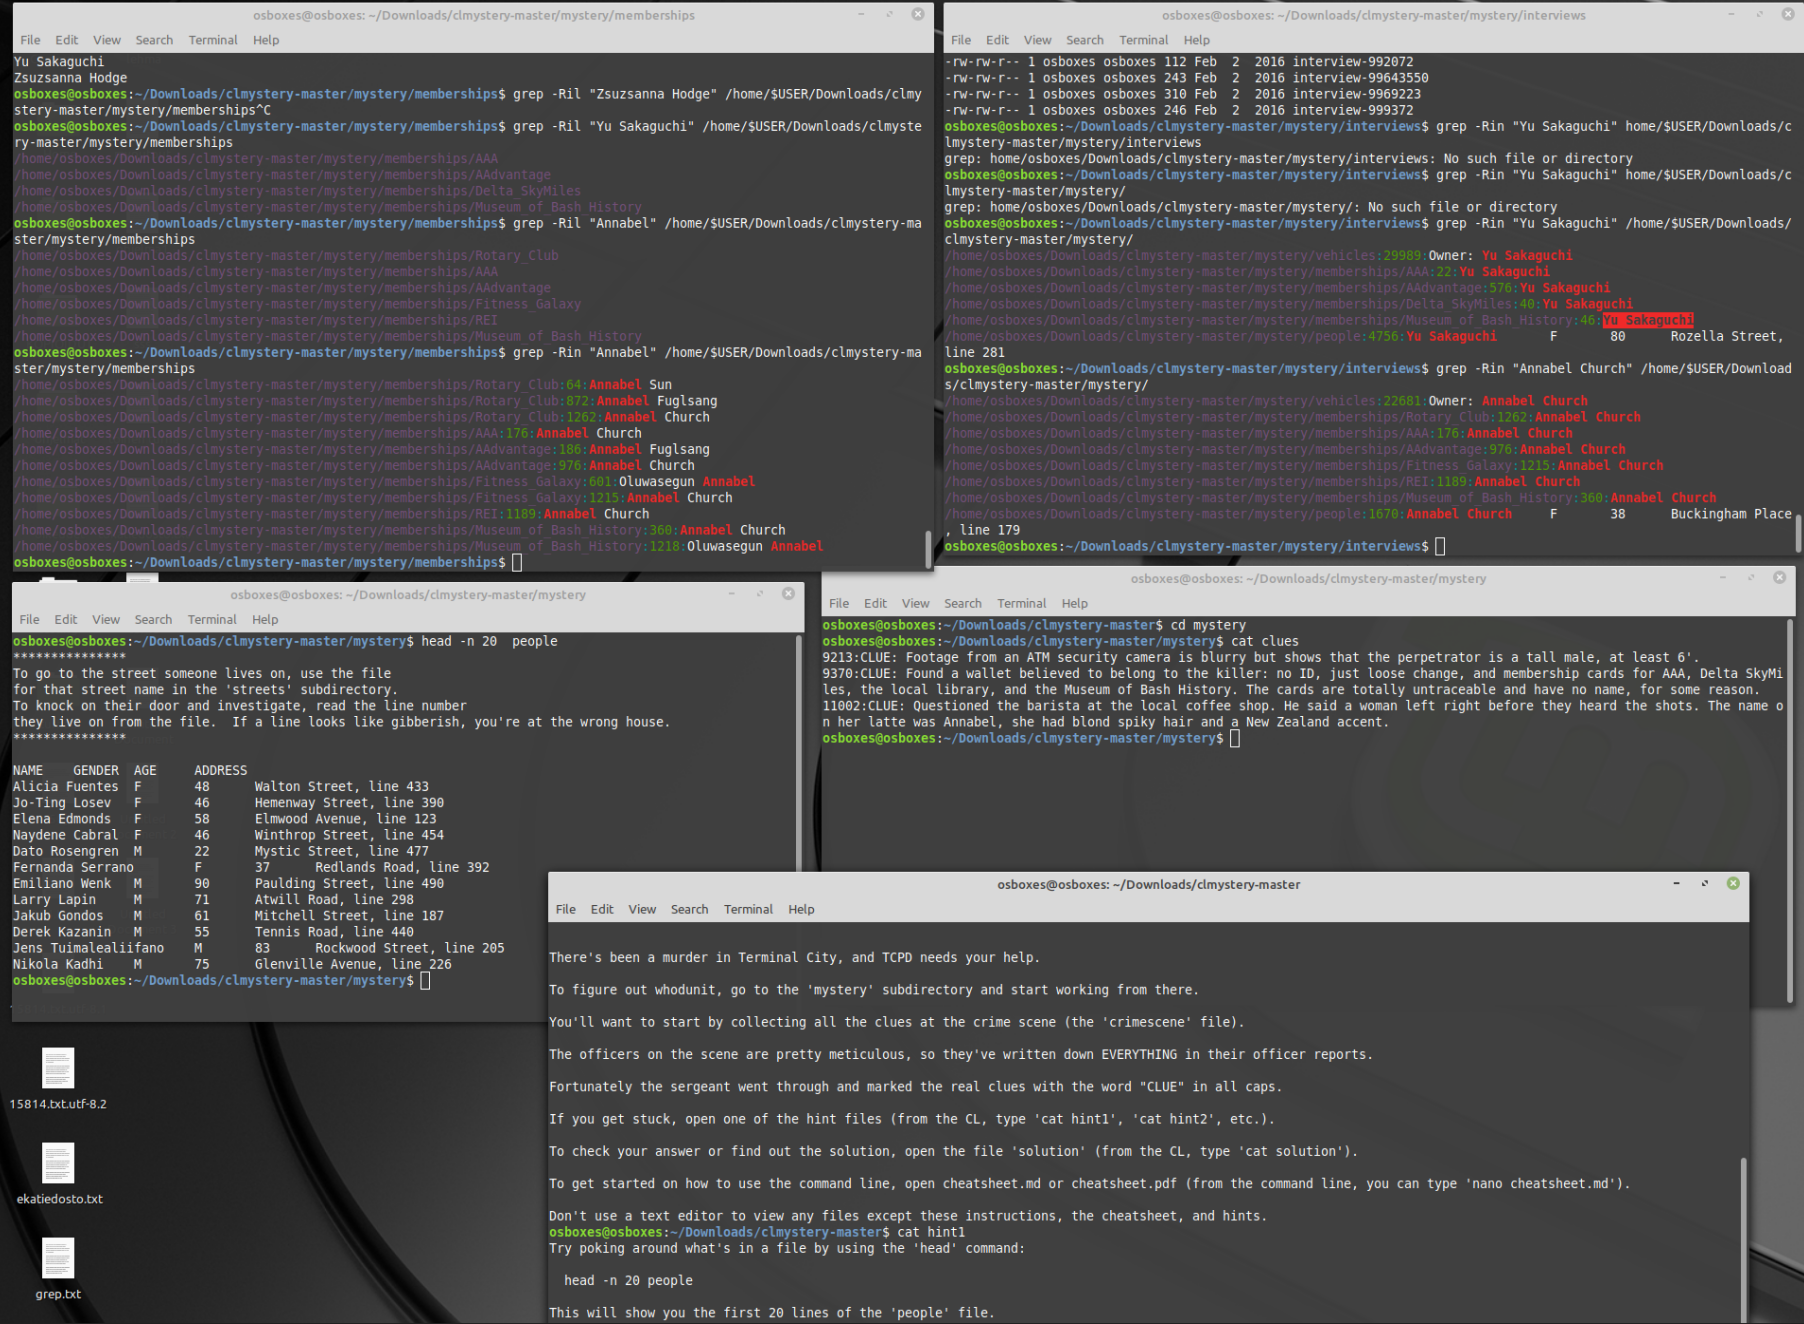 osboxes@osboxes: ~/Downloads/clmystery-master/mystery/memberships
File Edit View Search Terminal Help
Yu Sakaguchi
Zsuzsanna Hodge
osboxes@osboxes:~/Downloads/clmystery-master/mystery/memberships$ grep -Ril "Zsuzsanna Hodge" /home/$USER/Downloads/clmy
stery-master/mystery/memberships^C
osboxes@osboxes:~/Downloads/clmystery-master/mystery/memberships$ grep -Ril "Yu Sakaguchi" /home/$USER/Downloads/clmyste
ry-master/mystery/memberships
/home/osboxes/Downloads/clmystery-master/mystery/memberships/AAA
/home/osboxes/Downloads/clmystery-master/mystery/memberships/AAdvantage
/home/osboxes/Downloads/clmystery-master/mystery/memberships/Delta_SkyMiles
/home/osboxes/Downloads/clmystery-master/mystery/memberships/Museum_of_Bash_History
osboxes@osboxes:~/Downloads/clmystery-master/mystery/memberships$ grep -Ril "Annabel" /home/$USER/Downloads/clmystery-ma
ster/mystery/memberships
/home/osboxes/Downloads/clmystery-master/mystery/memberships/Rotary_Club
/home/osboxes/Downloads/clmystery-master/mystery/memberships/AAA
/home/osboxes/Downloads/clmystery-master/mystery/memberships/AAdvantage
/home/osboxes/Downloads/clmystery-master/mystery/memberships/Fitness_Galaxy
/home/osboxes/Downloads/clmystery-master/mystery/memberships/REI
/home/osboxes/Downloads/clmystery-master/mystery/memberships/Museum_of_Bash_History
osboxes@osboxes:~/Downloads/clmystery-master/mystery/memberships$ grep -Rin "Annabel" /home/$USER/Downloads/clmystery-ma
ster/mystery/memberships
/home/osboxes/Downloads/clmystery-master/mystery/memberships/Rotary_Club:64:Annabel Sun
/home/osboxes/Downloads/clmystery-master/mystery/memberships/Rotary_Club:872:Annabel Fuglsang
/home/osboxes/Downloads/clmystery-master/mystery/memberships/Rotary_Club:1262:Annabel Church
/home/osboxes/Downloads/clmystery-master/mystery/memberships/AAA:176:Annabel Church
/home/osboxes/Downloads/clmystery-master/mystery/memberships/AAdvantage:186:Annabel Fuglsang
/home/osboxes/Downloads/clmystery-master/mystery/memberships/AAdvantage:976:Annabel Church
/home/osboxes/Downloads/clmystery-master/mystery/memberships/Fitness_Galaxy:601:Oluwasegun Annabel
/home/osboxes/Downloads/clmystery-master/mystery/memberships/Fitness_Galaxy:1215:Annabel Church
/home/osboxes/Downloads/clmystery-master/mystery/memberships/REI:1189:Annabel Church
/home/osboxes/Downloads/clmystery-master/mystery/memberships/Museum_of_Bash_History:360:Annabel Church
/home/osboxes/Downloads/clmystery-master/mystery/memberships/Museum_of_Bash_History:1218:Oluwasegun Annabel
osboxes@osboxes:~/Downloads/clmystery-master/mystery/memberships$
osboxes@osboxes: ~/Downloads/clmystery-master/mystery/interviews
File Edit View Search Terminal Help
-rw-rw-r-- 1 osboxes osboxes 112 Feb  2  2016 interview-992072
-rw-rw-r-- 1 osboxes osboxes 243 Feb  2  2016 interview-99643550
-rw-rw-r-- 1 osboxes osboxes 310 Feb  2  2016 interview-9969223
-rw-rw-r-- 1 osboxes osboxes 246 Feb  2  2016 interview-999372
osboxes@osboxes:~/Downloads/clmystery-master/mystery/interviews$ grep -Rin "Yu Sakaguchi" home/$USER/Downloads/c
lmystery-master/mystery/interviews
grep: home/osboxes/Downloads/clmystery-master/mystery/interviews: No such file or directory
osboxes@osboxes:~/Downloads/clmystery-master/mystery/interviews$ grep -Rin "Yu Sakaguchi" home/$USER/Downloads/c
lmystery-master/mystery/
grep: home/osboxes/Downloads/clmystery-master/mystery/: No such file or directory
osboxes@osboxes:~/Downloads/clmystery-master/mystery/interviews$ grep -Rin "Yu Sakaguchi" /home/$USER/Downloads/
clmystery-master/mystery/
/home/osboxes/Downloads/clmystery-master/mystery/vehicles:29989:Owner: Yu Sakaguchi
/home/osboxes/Downloads/clmystery-master/mystery/memberships/AAA:22:Yu Sakaguchi
/home/osboxes/Downloads/clmystery-master/mystery/memberships/AAdvantage:576:Yu Sakaguchi
/home/osboxes/Downloads/clmystery-master/mystery/memberships/Delta_SkyMiles:40:Yu Sakaguchi
/home/osboxes/Downloads/clmystery-master/mystery/memberships/Museum_of_Bash_History:46:Yu Sakaguchi
/home/osboxes/Downloads/clmystery-master/mystery/people:4756:Yu Sakaguchi F 80 Rozella Street,
line 281
osboxes@osboxes:~/Downloads/clmystery-master/mystery/interviews$ grep -Rin "Annabel Church" /home/$USER/Download
s/clmystery-master/mystery/
/home/osboxes/Downloads/clmystery-master/mystery/vehicles:22681:Owner: Annabel Church
/home/osboxes/Downloads/clmystery-master/mystery/memberships/Rotary_Club:1262:Annabel Church
/home/osboxes/Downloads/clmystery-master/mystery/memberships/AAA:176:Annabel Church
/home/osboxes/Downloads/clmystery-master/mystery/memberships/AAdvantage:976:Annabel Church
/home/osboxes/Downloads/clmystery-master/mystery/memberships/Fitness_Galaxy:1215:Annabel Church
/home/osboxes/Downloads/clmystery-master/mystery/memberships/REI:1189:Annabel Church
/home/osboxes/Downloads/clmystery-master/mystery/memberships/Museum_of_Bash_History:360:Annabel Church
/home/osboxes/Downloads/clmystery-master/mystery/people:1670:Annabel Church F 38 Buckingham Place
, line 179
osboxes@osboxes:~/Downloads/clmystery-master/mystery/interviews$
osboxes@osboxes: ~/Downloads/clmystery-master/mystery
File Edit View Search Terminal Help
osboxes@osboxes:~/Downloads/clmystery-master/mystery$ head -n 20  people
***************
To go to the street someone lives on, use the file
for that street name in the 'streets' subdirectory.
To knock on their door and investigate, read the line number
they live on from the file.  If a line looks like gibberish, you're at the wrong house.
***************
NAME GENDER AGE ADDRESS
Alicia Fuentes F 48 Walton Street, line 433
Jo-Ting Losev F 46 Hemenway Street, line 390
Elena Edmonds F 58 Elmwood Avenue, line 123
Naydene Cabral F 46 Winthrop Street, line 454
Dato Rosengren M 22 Mystic Street, line 477
Fernanda Serrano F 37 Redlands Road, line 392
Emiliano Wenk M 90 Paulding Street, line 490
Larry Lapin M 71 Atwill Road, line 298
Jakub Gondos M 61 Mitchell Street, line 187
Derek Kazanin M 55 Tennis Road, line 440
Jens Tuimalealiifano M 83 Rockwood Street, line 205
Nikola Kadhi M 75 Glenville Avenue, line 226
osboxes@osboxes:~/Downloads/clmystery-master/mystery$
osboxes@osboxes: ~/Downloads/clmystery-master/mystery
File Edit View Search Terminal Help
osboxes@osboxes:~/Downloads/clmystery-master$ cd mystery
osboxes@osboxes:~/Downloads/clmystery-master/mystery$ cat clues
9213:CLUE: Footage from an ATM security camera is blurry but shows that the perpetrator is a tall male, at least 6'.
9370:CLUE: Found a wallet believed to belong to the killer: no ID, just loose change, and membership cards for AAA, Delta SkyMi
les, the local library, and the Museum of Bash History. The cards are totally untraceable and have no name, for some reason.
11002:CLUE: Questioned the barista at the local coffee shop. He said a woman left right before they heard the shots. The name o
n her latte was Annabel, she had blond spiky hair and a New Zealand accent.
osboxes@osboxes:~/Downloads/clmystery-master/mystery$
osboxes@osboxes: ~/Downloads/clmystery-master
File Edit View Search Terminal Help
There's been a murder in Terminal City, and TCPD needs your help.
To figure out whodunit, go to the 'mystery' subdirectory and start working from there.
You'll want to start by collecting all the clues at the crime scene (the 'crimescene' file).
The officers on the scene are pretty meticulous, so they've written down EVERYTHING in their officer reports.
Fortunately the sergeant went through and marked the real clues with the word "CLUE" in all caps.
If you get stuck, open one of the hint files (from the CL, type 'cat hint1', 'cat hint2', etc.).
To check your answer or find out the solution, open the file 'solution' (from the CL, type 'cat solution').
To get started on how to use the command line, open cheatsheet.md or cheatsheet.pdf (from the command line, you can type 'nano cheatsheet.md').
Don't use a text editor to view any files except these instructions, the cheatsheet, and hints.
osboxes@osboxes:~/Downloads/clmystery-master$ cat hint1
Try poking around what's in a file by using the 'head' command:
head -n 20 people
This will show you the first 20 lines of the 'people' file.
15814.txt.utf-8.2
ekatiedosto.txt
grep.txt